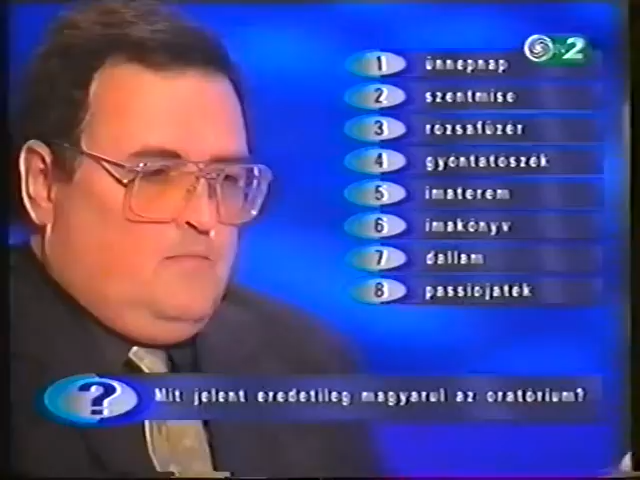 TV2
1 ünnepnap
2 szentmise
3 rózsafüzér
4 gyóntatószék
5 imaterem
6 imakönyv
7 dallam
8 passiójáték
? Mit jelent eredetileg magyarul az oratórium?